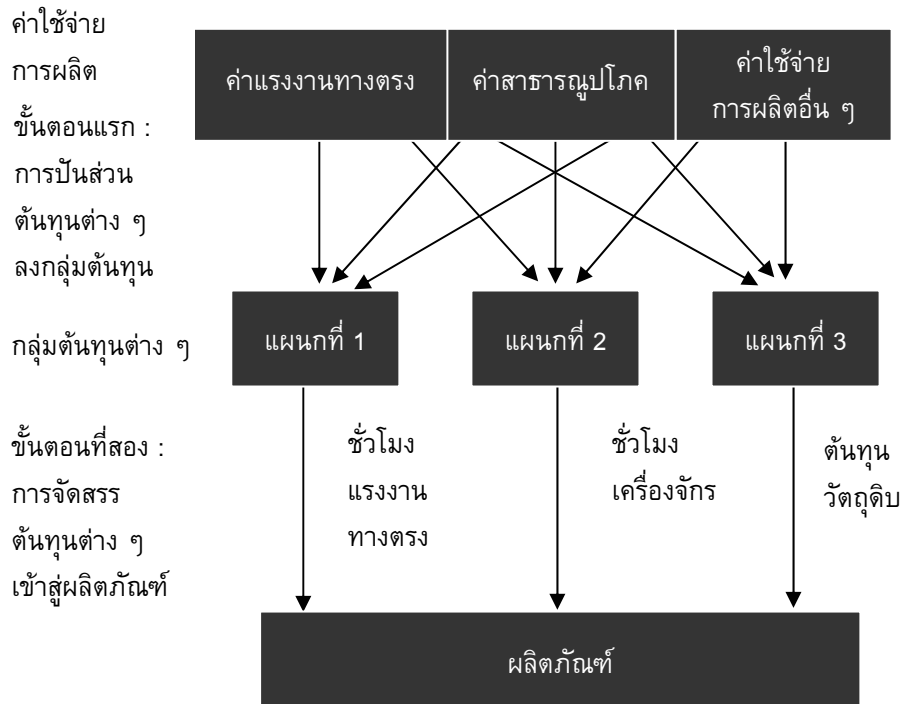 ค่าใช้จ่าย
การผลิต
ค่าแรงงานทางตรง
ค่าสาธารณูปโภค
ค่าใช้จ่าย
การผลิตอื่น ๆ
ขั้นตอนแรก :
การปันส่วน
ต้นทุนต่าง ๆ
ลงกลุ่มต้นทุน
กลุ่มต้นทุนต่าง ๆ
แผนกที่ 1
แผนกที่ 2
แผนกที่ 3
ขั้นตอนที่สอง :
การจัดสรร
ต้นทุนต่าง ๆ
เข้าสู่ผลิตภัณฑ์
ชั่วโมง
แรงงาน
ทางตรง
ชั่วโมง
เครื่องจักร
ต้นทุน
วัตถุดิบ
ผลิตภัณฑ์